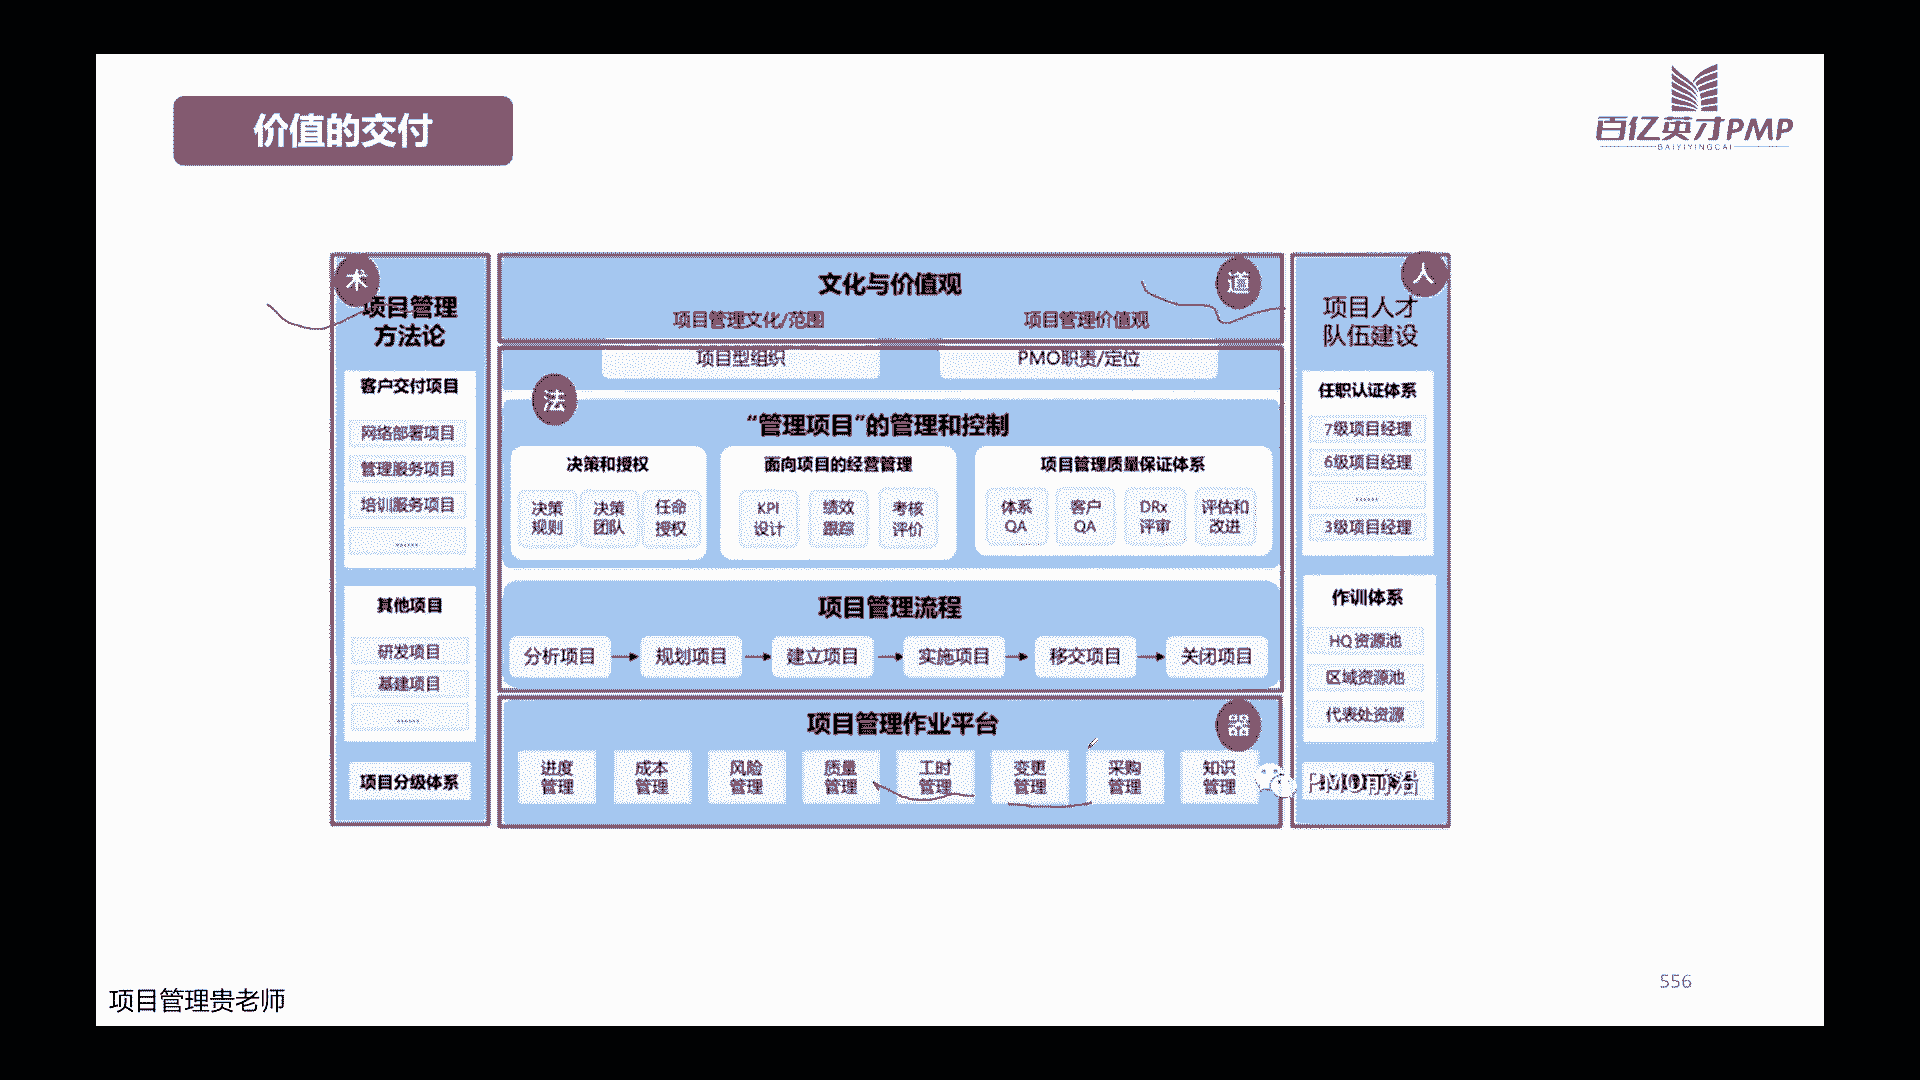 价值的交付
百亿英才PMP
BAIYIYINGCAI
术
项目管理
方法论
客户交付项目
网络部署项目
管理服务项目
培训服务项目
......
其他项目
研发项目
基建项目
......
项目分级体系
文化与价值观
道
项目管理文化/范围
项目管理价值观
项目型组织
PMO职责/定位
法
“管理项目”的管理和控制
决策和授权
决策
规则
决策
团队
任命
授权
面向项目的经营管理
KPI
设计
绩效
跟踪
考核
评价
项目管理质量保证体系
体系
QA
客户
QA
DRx
评审
评估和
改进
项目管理流程
分析项目
规划项目
建立项目
实施项目
移交项目
关闭项目
项目管理作业平台
器
进度
管理
成本
管理
风险
管理
质量
管理
工时
管理
变更
管理
采购
管理
知识
管理
人
项目人才
队伍建设
任职认证体系
7级项目经理
6级项目经理
......
3级项目经理
作训体系
HQ资源池
区域资源池
代表处资源
PMO前沿
556
项目管理贵老师